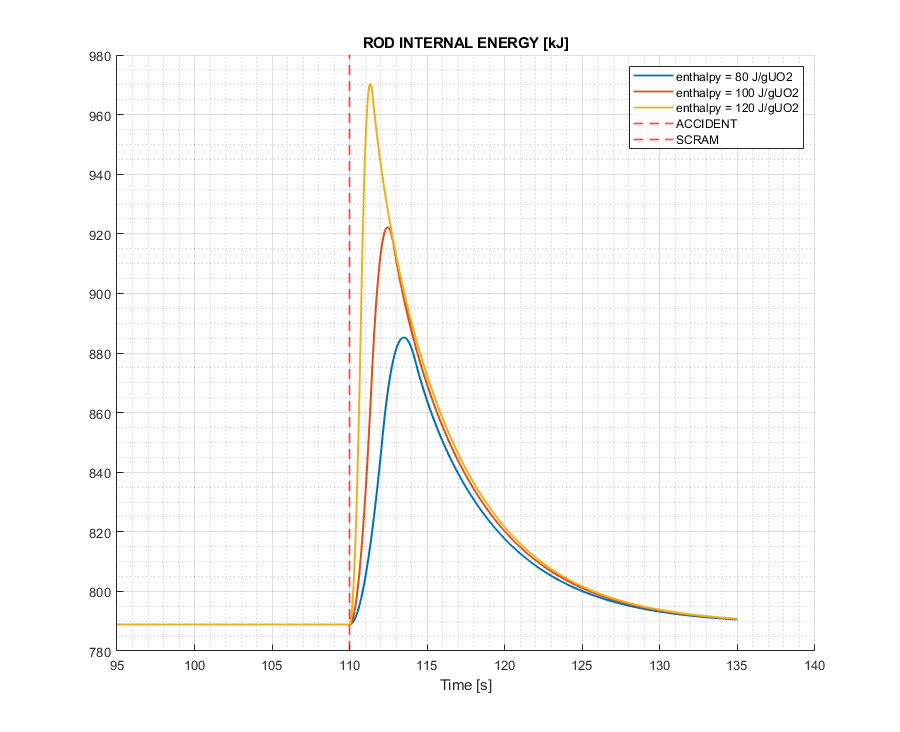 ROD INTERNAL ENERGY [kJ]
980
960
940
920
900
880
860
840
820
800
780
enthalpy = 80 J/gUO2
enthalpy = 100 J/gUO2
enthalpy = 120 J/gUO2
ACCIDENT
SCRAM
95 100 105 110 115 120 125 130 135 140
Time [s]